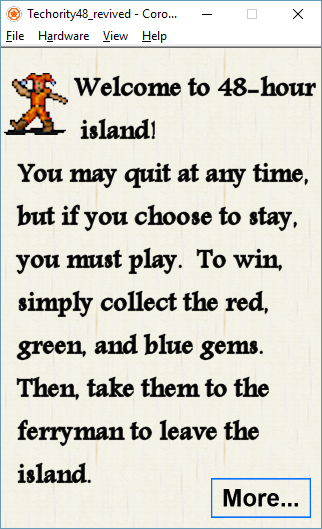 Techority48_revived - Coro...
File Hardware View Help
Welcome to 48-hour
island!
You may quit at any time,
but if you choose to stay,
you must play. To win,
simply collect the red,
green, and blue gems.
Then, take them to the
ferryman to leave the
island.
More...